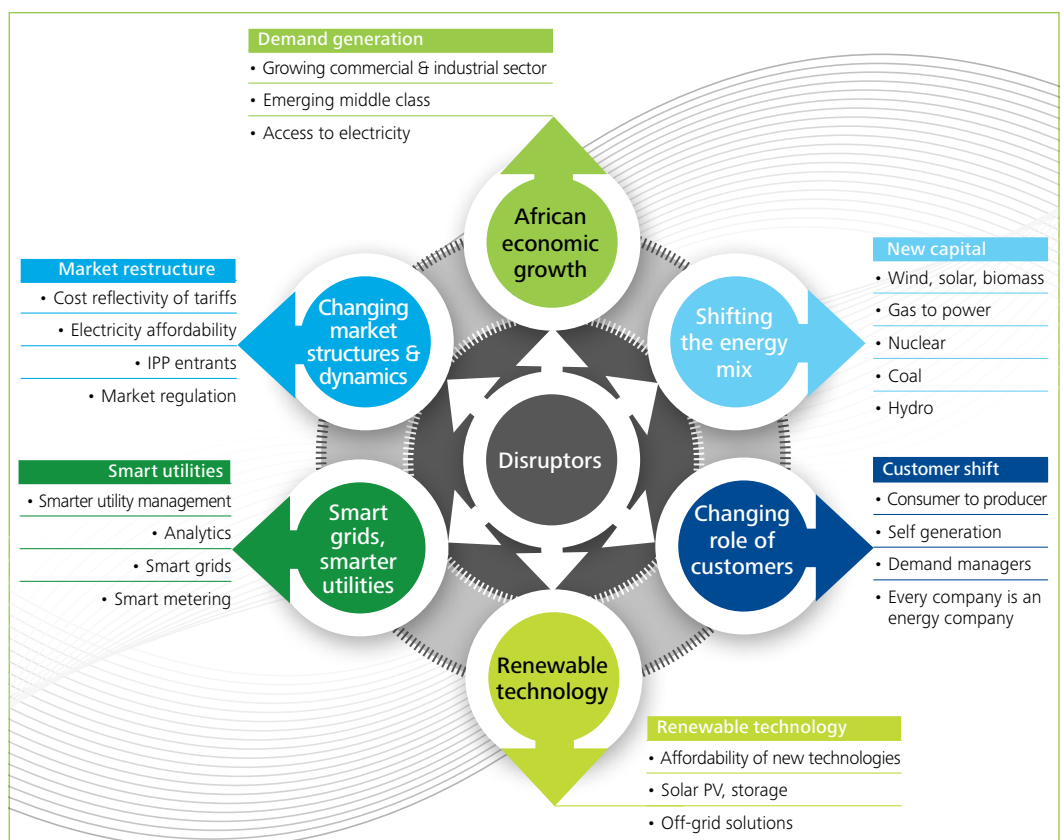 Demand generation
• Growing commercial & industrial sector
• Emerging middle class
• Access to electricity
African
economic
growth
Market restructure
• Cost reflectivity of tariffs
• Electricity affordability
• IPP entrants
• Market regulation
Changing
market
structures &
dynamics
Shifting
the energy
mix
New capital
• Wind, solar, biomass
• Gas to power
• Nuclear
• Coal
• Hydro
Disruptors
Smart utilities
• Smarter utility management
• Analytics
• Smart grids
• Smart metering
Smart
grids,
smarter
utilities
Changing
role of
customers
Customer shift
• Consumer to producer
• Self generation
• Demand managers
• Every company is an
energy company
Renewable
technology
Renewable technology
• Affordability of new technologies
• Solar PV, storage
• Off-grid solutions